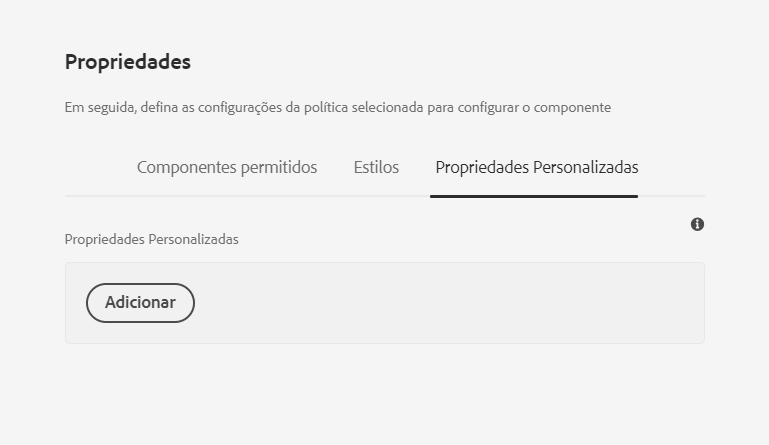 Propriedades
Em seguida, defina as configurações da política selecionada para configurar o componente
Componentes permitidos Estilos Propriedades Personalizadas
Propriedades Personalizadas
Adicionar